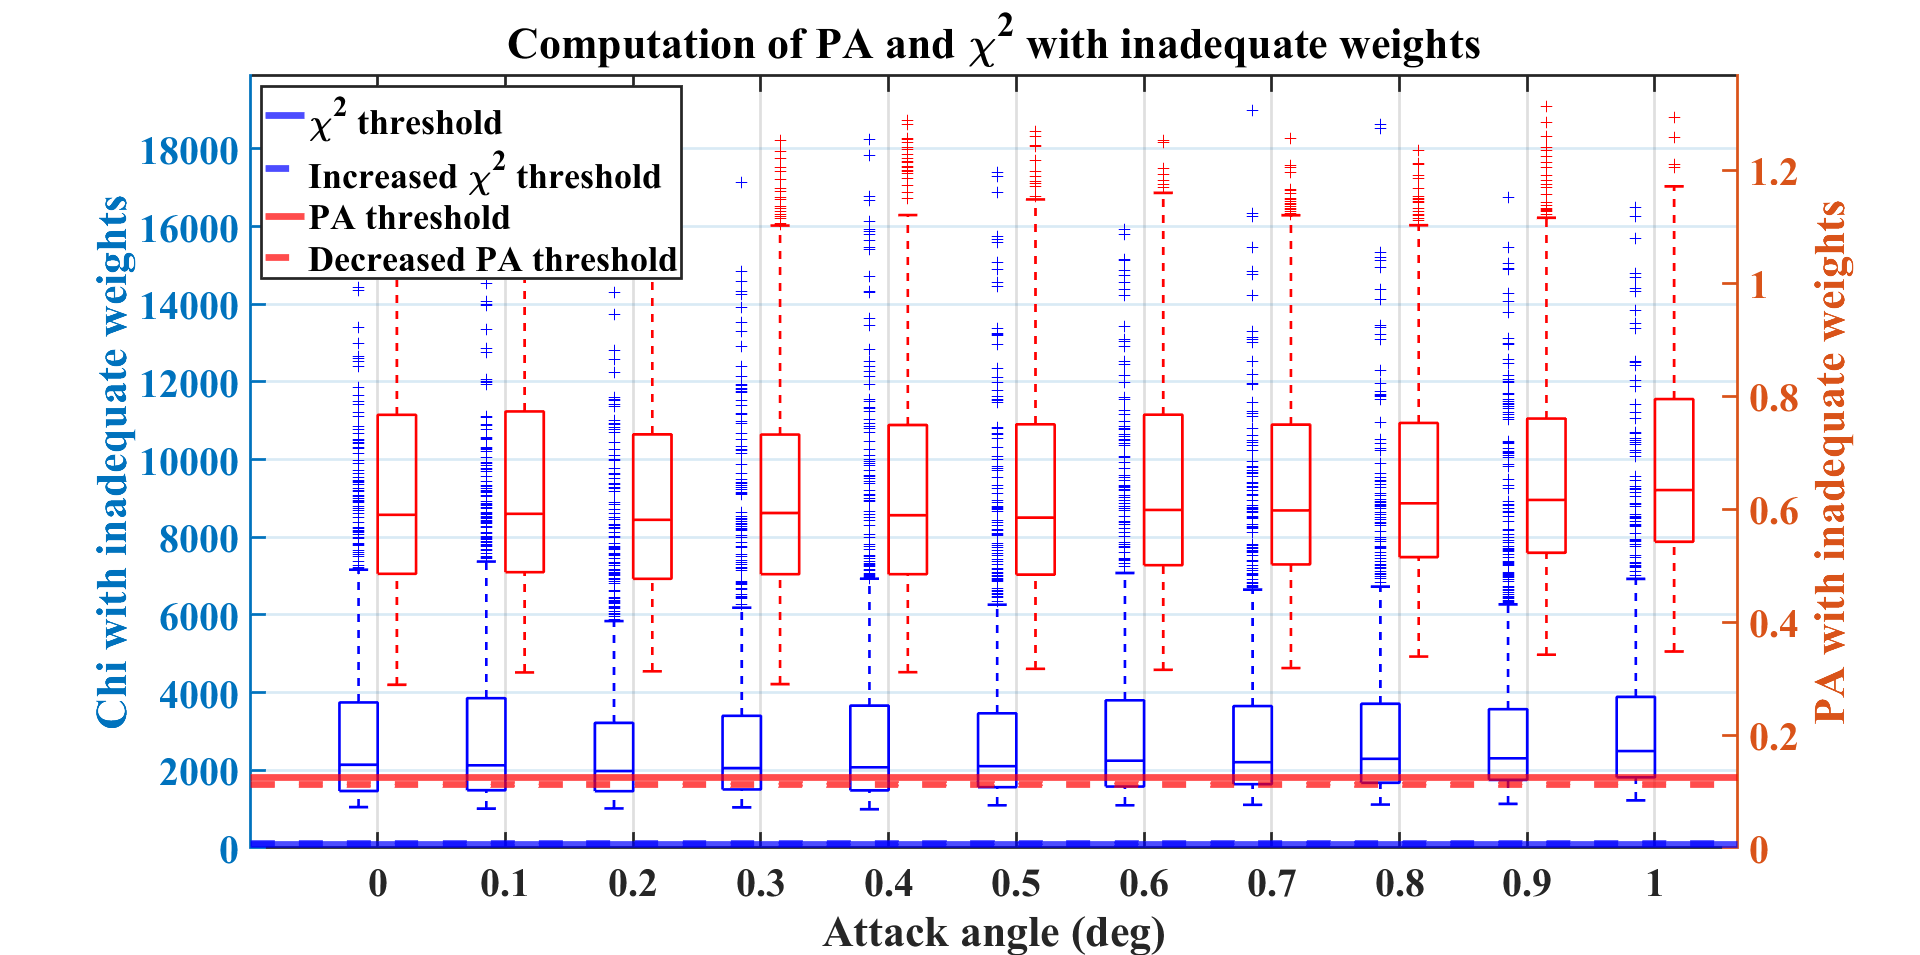 Computation of PA and χ² with inadequate weights
χ² threshold
Increased χ² threshold
PA threshold
Decreased PA threshold
Chi with inadequate weights
18000
16000
14000
12000
10000
8000
6000
4000
2000
0
1.2
1
0.8
0.6
0.4
0.2
0
PA with inadequate weights
0 0.1 0.2 0.3 0.4 0.5 0.6 0.7 0.8 0.9 1
Attack angle (deg)